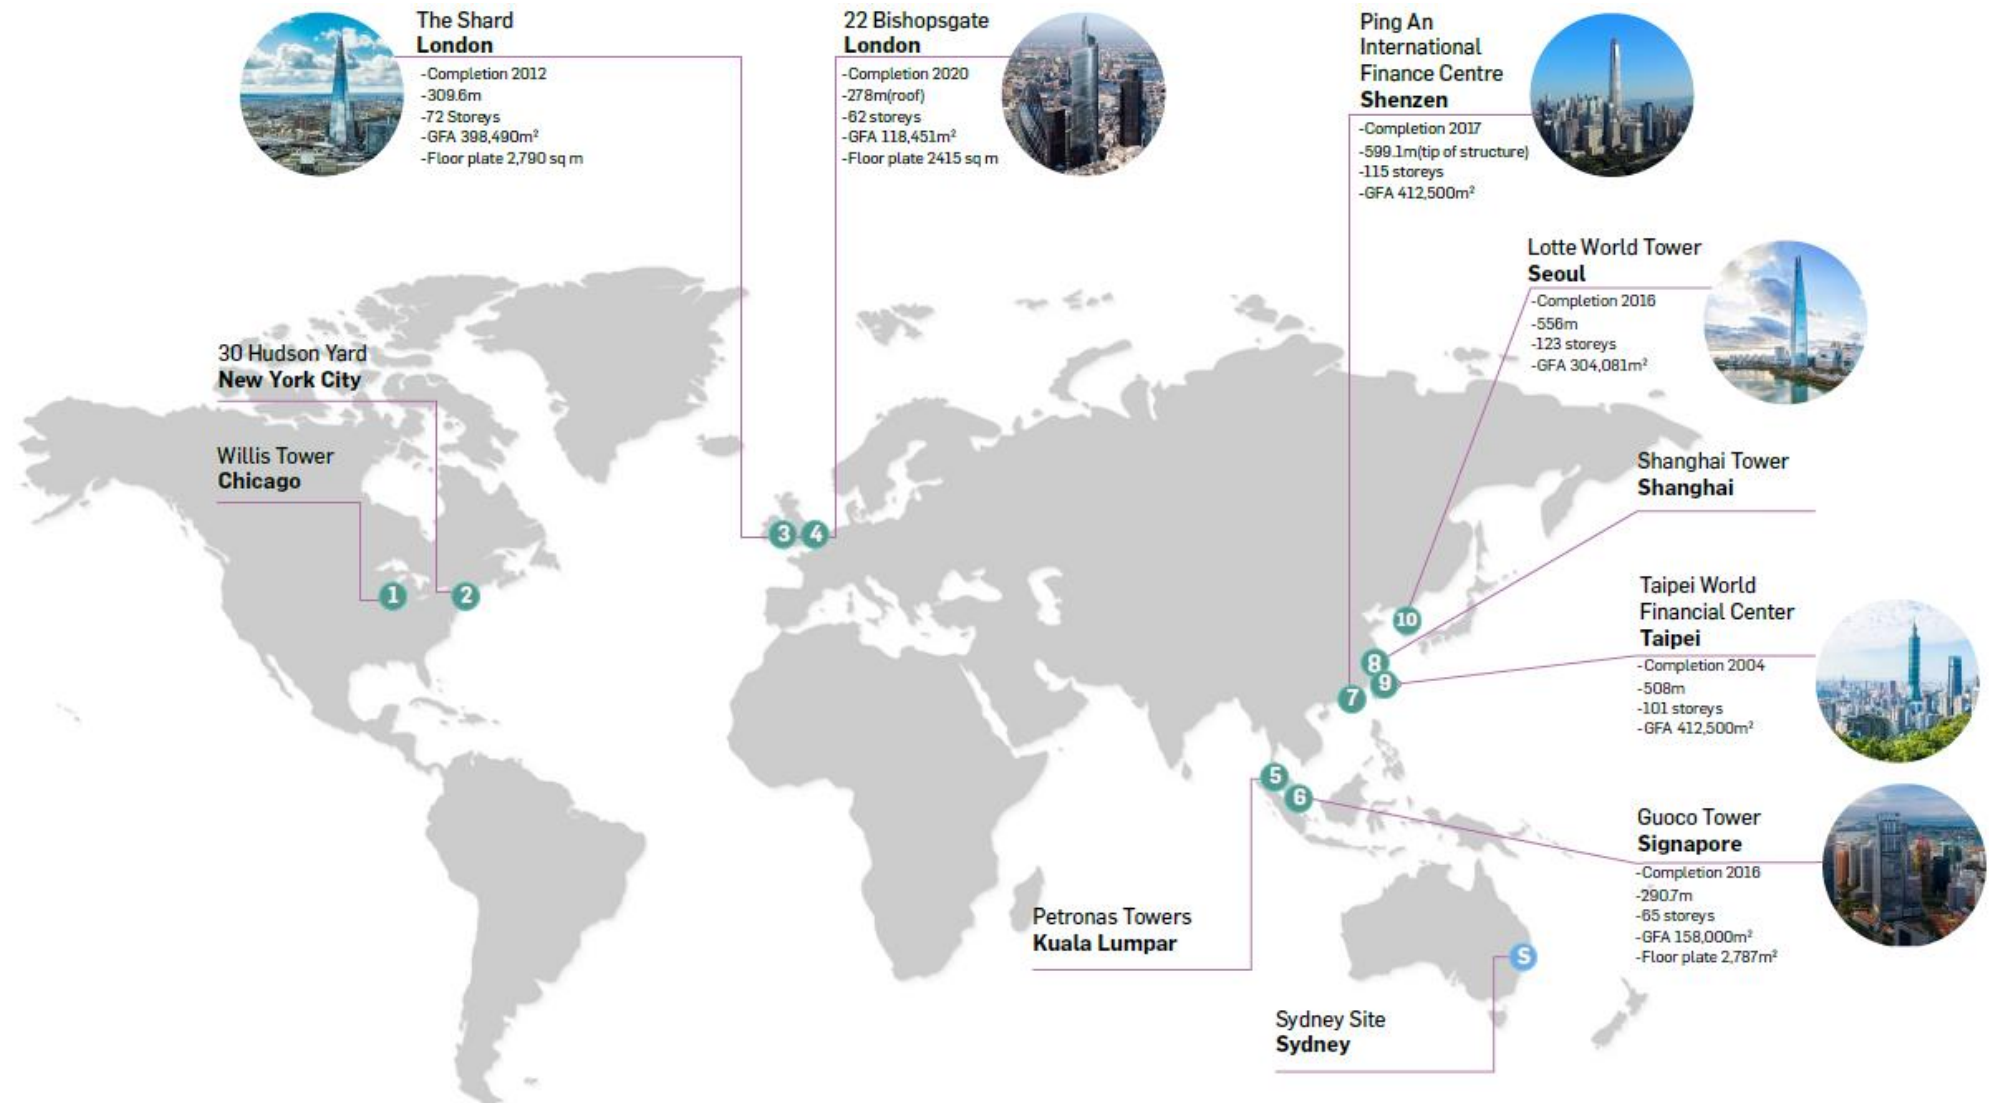 The Shard
London
-Completion 2012
-309.6m
-72 Storeys
-GFA 398,490m²
-Floor plate 2,790 sq m
22 Bishopsgate
London
-Completion 2020
-278m(roof)
-62 storeys
-GFA 118,451m²
-Floor plate 2415 sq m
Ping An
International
Finance Centre
Shenzen
-Completion 2017
-599.1m(tip of structure)
-115 storeys
-GFA 412,500m²
Lotte World Tower
Seoul
-Completion 2016
-556m
-123 storeys
-GFA 304,081m²
30 Hudson Yard
New York City
Willis Tower
Chicago
Shanghai Tower
Shanghai
3
4
1
2
10
8
9
7
Taipei World
Financial Center
Taipei
-Completion 2004
-508m
-101 storeys
-GFA 412,500m²
5
6
Guoco Tower
Signapore
-Completion 2016
-290.7m
-65 storeys
-GFA 158,000m²
-Floor plate 2,787m²
Petronas Towers
Kuala Lumpar
S
Sydney Site
Sydney